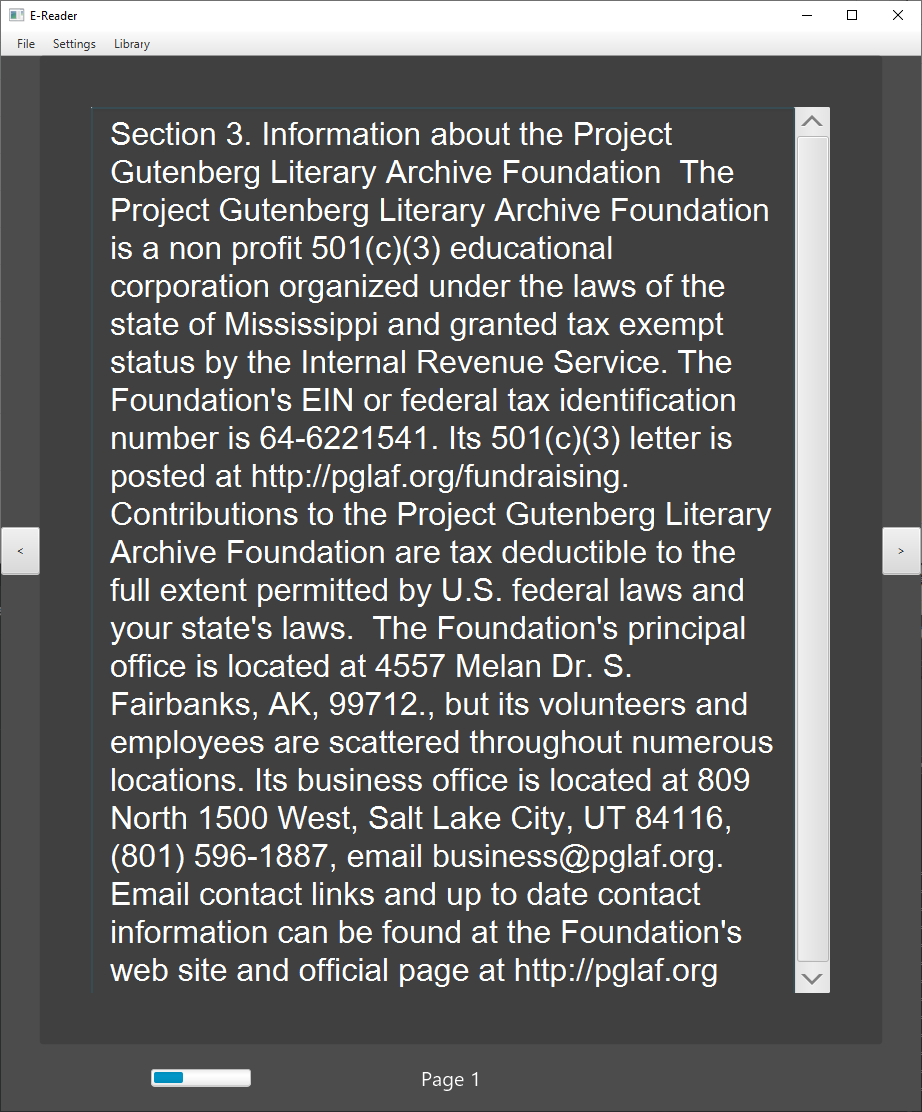 E-Reader
File Settings Library
Section 3. Information about the Project
Gutenberg Literary Archive Foundation  The
Project Gutenberg Literary Archive Foundation
is a non profit 501(c)(3) educational
corporation organized under the laws of the
state of Mississippi and granted tax exempt
status by the Internal Revenue Service. The
Foundation's EIN or federal tax identification
number is 64-6221541. Its 501(c)(3) letter is
posted at http://pglaf.org/fundraising.
Contributions to the Project Gutenberg Literary
Archive Foundation are tax deductible to the
full extent permitted by U.S. federal laws and
your state's laws.  The Foundation's principal
office is located at 4557 Melan Dr. S.
Fairbanks, AK, 99712., but its volunteers and
employees are scattered throughout numerous
locations. Its business office is located at 809
North 1500 West, Salt Lake City, UT 84116,
(801) 596-1887, email business@pglaf.org.
Email contact links and up to date contact
information can be found at the Foundation's
web site and official page at http://pglaf.org
<
>
Page 1